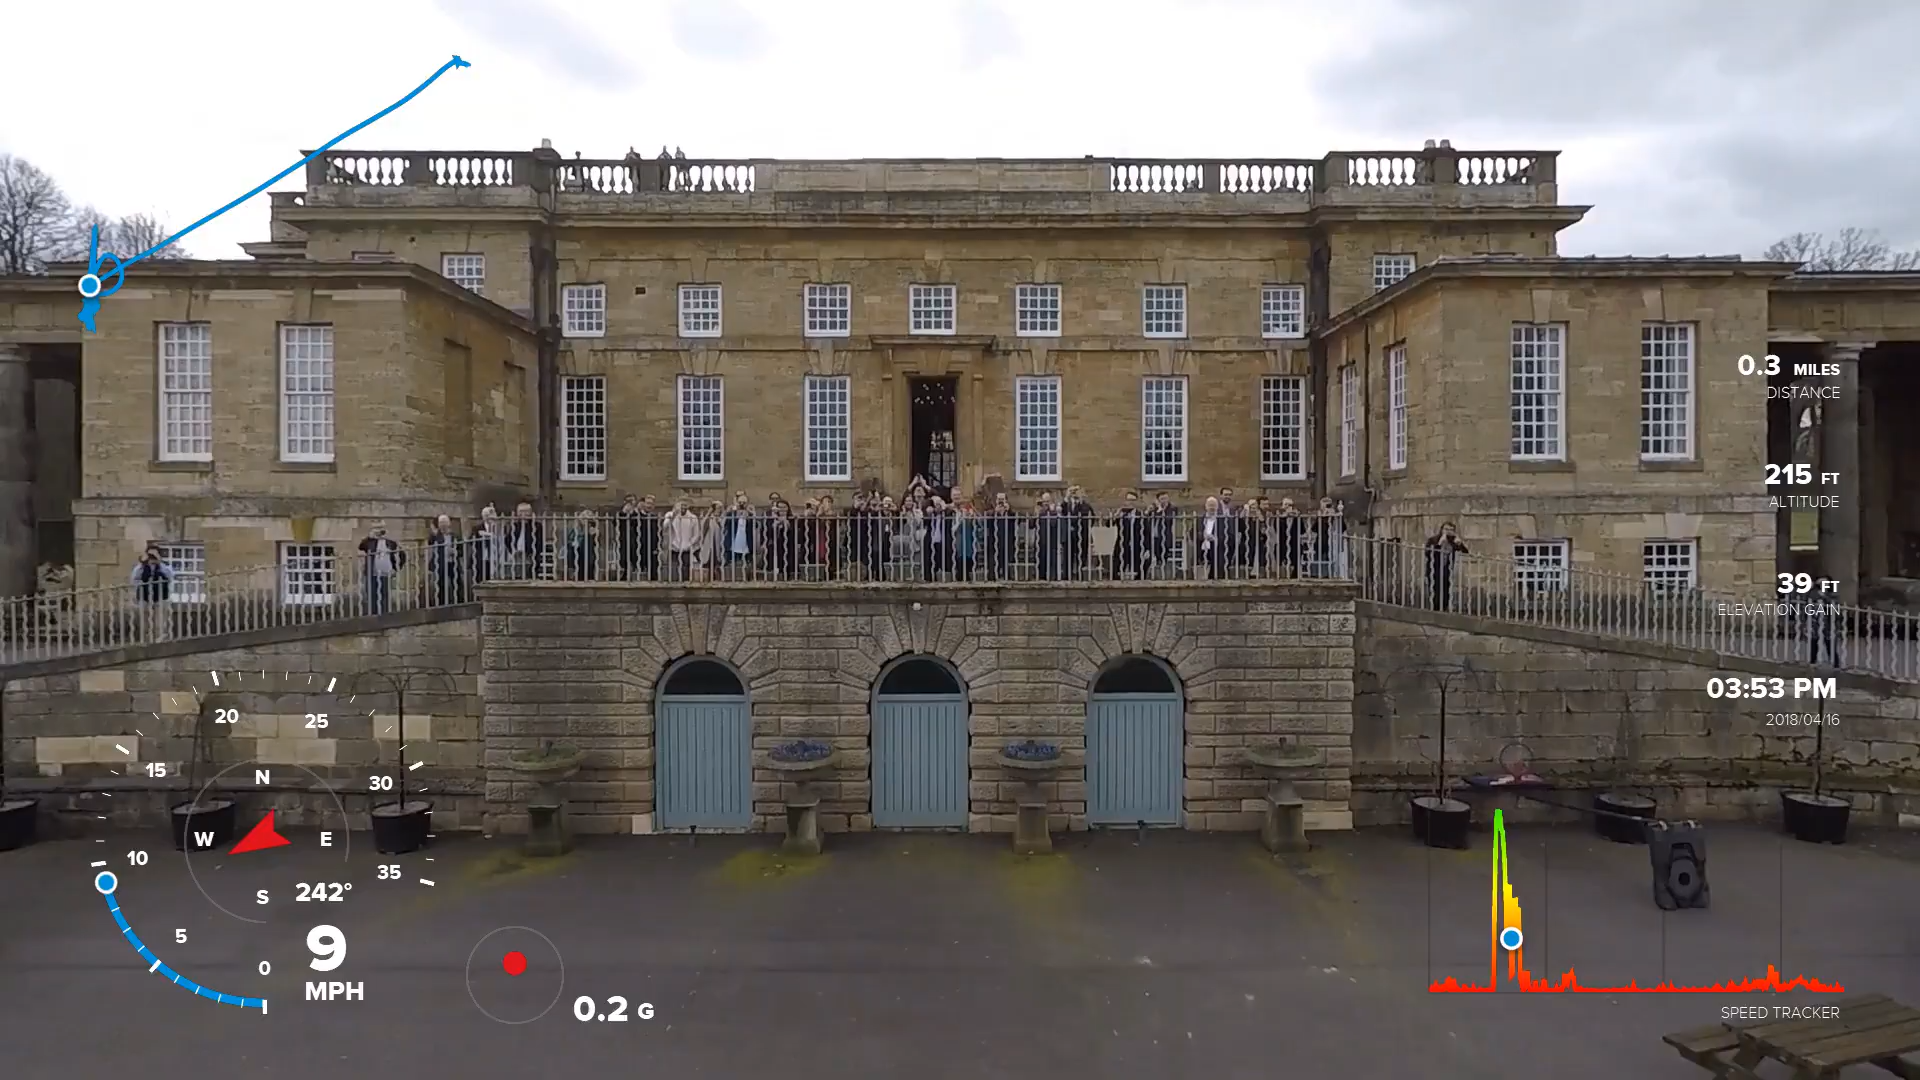 0.3 MILES
DISTANCE
215 FT
ALTITUDE
39 FT
ELEVATION GAIN
03:53 PM
2018/04/16
20
25
15
30
N
W
E
10
35
S
242°
5
9
0
MPH
0.2 G
SPEED TRACKER